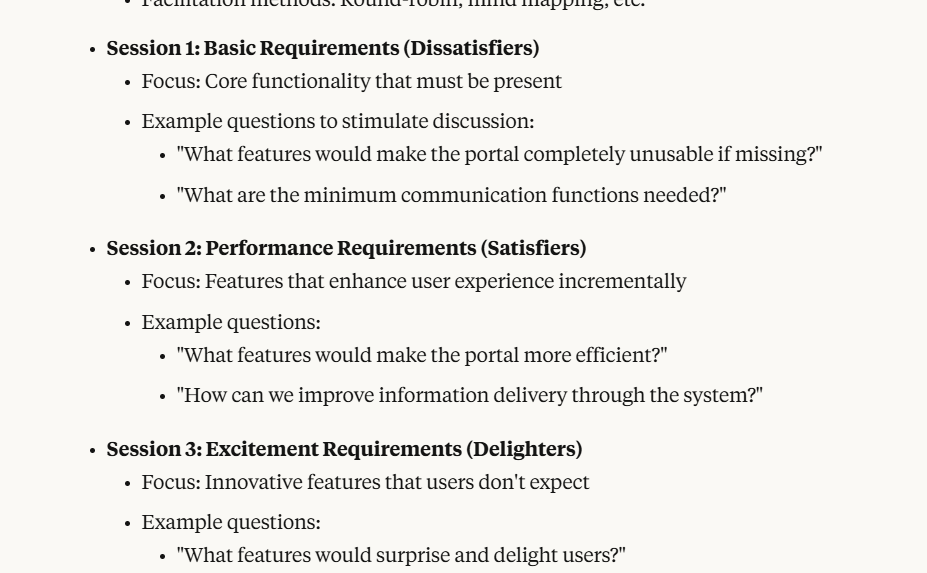 Facilitation methods: Round-robin, mind mapping, etc.
• Session 1: Basic Requirements (Dissatisfiers)
• Focus: Core functionality that must be present
• Example questions to stimulate discussion:
• "What features would make the portal completely unusable if missing?"
• "What are the minimum communication functions needed?"
• Session 2: Performance Requirements (Satisfiers)
• Focus: Features that enhance user experience incrementally
• Example questions:
• "What features would make the portal more efficient?"
• "How can we improve information delivery through the system?"
• Session 3: Excitement Requirements (Delighters)
• Focus: Innovative features that users don't expect
• Example questions:
• "What features would surprise and delight users?"